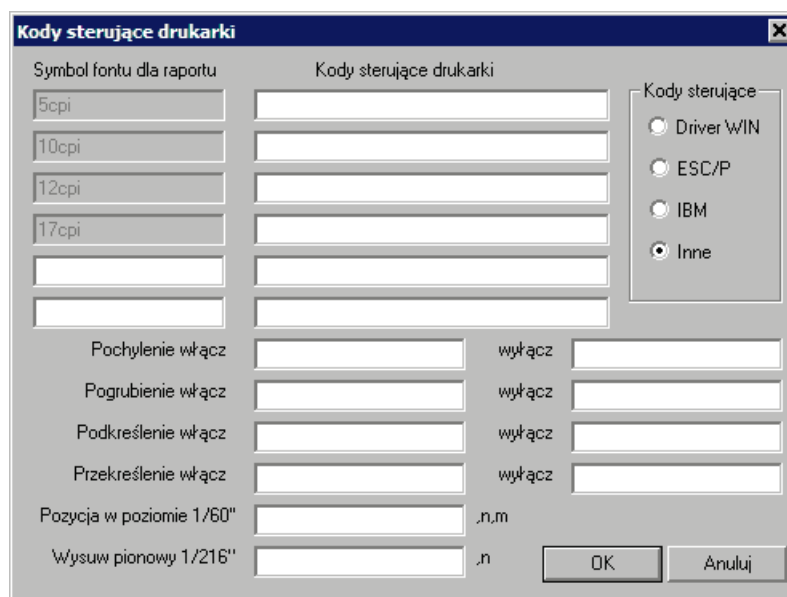 Kody sterujące drukarki
Symbol fontu dla raportu Kody sterujące drukarki
Kody sterujące
5cpi
Driver WIN
10cpi
ESC/P
12cpi
IBM
17cpi
Inne
Pochylenie włącz wyłącz
Pogrubienie włącz wyłącz
Podkreślenie włącz wyłącz
Przekreślenie włącz wyłącz
Pozycja w poziomie 1/60" ,n,m
Wysuw pionowy 1/216" ,n
OK Anuluj